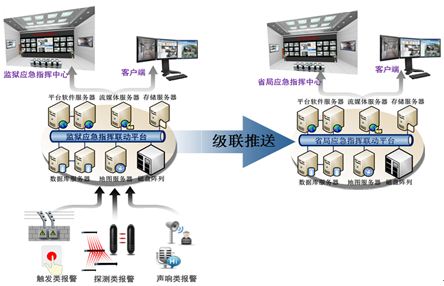 监狱应急指挥中心
客户端
省局应急指挥中心
客户端
平台软件服务器 流媒体服务器 存储服务器
平台软件服务器 流媒体服务器 存储服务器
监狱应急指挥联动平台
级联推送
省局应急指挥联动平台
数据库服务器 地图服务器 磁盘阵列
数据库服务器 地图服务器 磁盘阵列
Hi
触发类报警
探测类报警
声响类报警